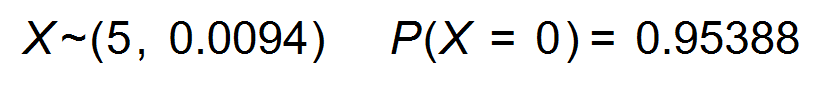 X~(5, 0.0094) P(X = 0) = 0.95388